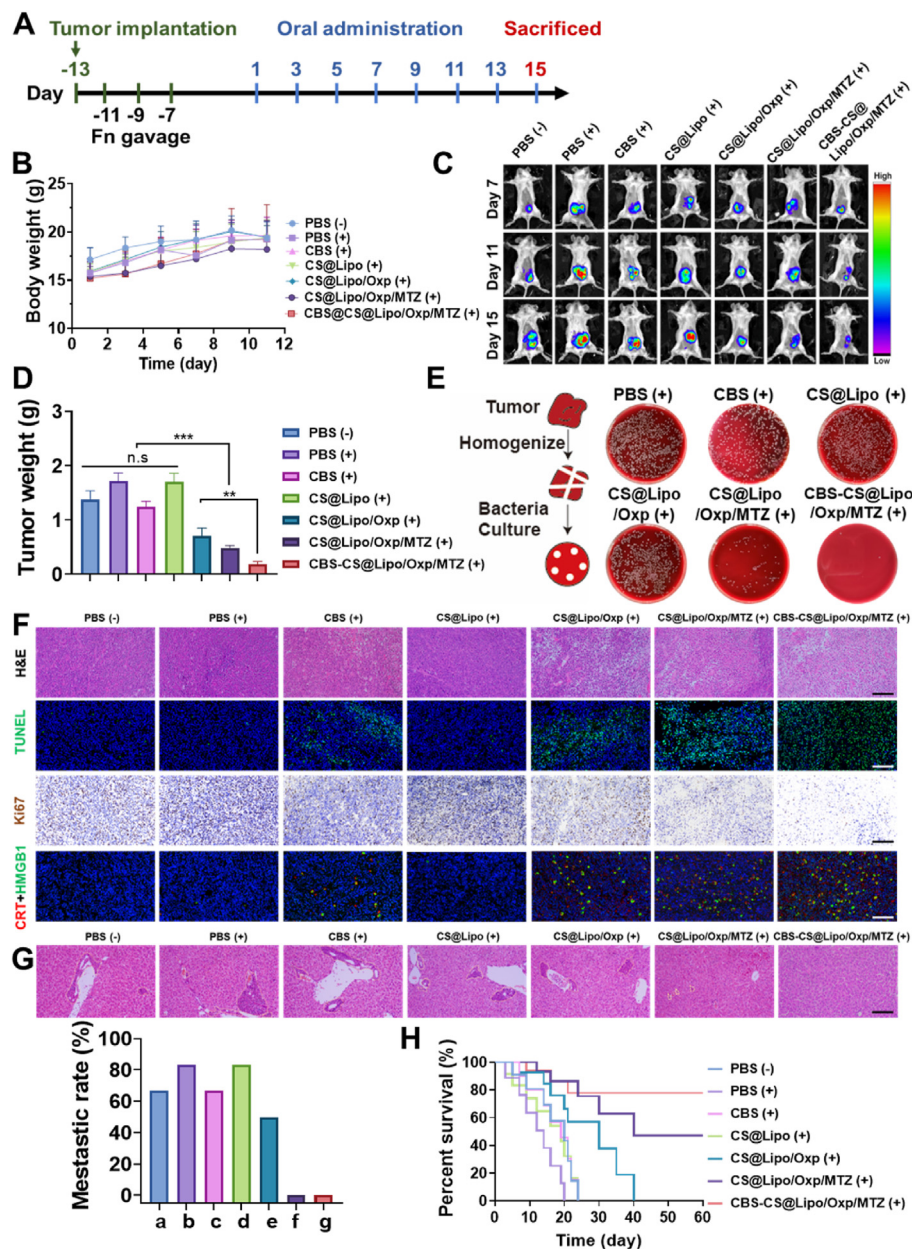 A
Tumor implantation Oral administration Sacrificed
-13 1 3 5 7 9 11 13 15
Day
-11 -9 -7
Fn gavage
B
Body weight (g)
25
20
15
10
0 2 4 6 8 10 12
Time (day)
PBS (-)
PBS (+)
CBS (+)
CS@Lipo (+)
CS@Lipo/Oxp (+)
CS@Lipo/Oxp/MTZ (+)
CBS@CS@Lipo/Oxp/MTZ (+)
C
PBS (-)
PBS (+)
CBS (+)
CS@Lipo (+)
CS@Lipo/Oxp (+)
CS@Lipo/Oxp/MTZ (+)
CBS-CS@
Lipo/Oxp/MTZ (+)
Day 7
Day 11
Day 15
High
Low
D
Tumor weight (g)
3
2
1
0
n.s
***
**
PBS (-)
PBS (+)
CBS (+)
CS@Lipo (+)
CS@Lipo/Oxp (+)
CS@Lipo/Oxp/MTZ (+)
CBS-CS@Lipo/Oxp/MTZ (+)
E
Tumor
Homogenize
Bacteria
Culture
PBS (+) CBS (+) CS@Lipo (+)
CS@Lipo
/Oxp (+)
CS@Lipo
/Oxp/MTZ (+)
CBS-CS@Lipo
/Oxp/MTZ (+)
F
PBS (-) PBS (+) CBS (+) CS@Lipo (+) CS@Lipo/Oxp (+) CS@Lipo/Oxp/MTZ (+) CBS-CS@Lipo/Oxp/MTZ (+)
H&E
TUNEL
Ki67
CRT+HMGB1
G
PBS (-) PBS (+) CBS (+) CS@Lipo (+) CS@Lipo/Oxp (+) CS@Lipo/Oxp/MTZ (+) CBS-CS@Lipo/Oxp/MTZ (+)
Mestastic rate (%)
100
80
60
40
20
0
a b c d e f g
H
Percent survival (%)
100
80
60
40
20
0
0 10 20 30 40 50 60
Time (day)
PBS (-)
PBS (+)
CBS (+)
CS@Lipo (+)
CS@Lipo/Oxp (+)
CS@Lipo/Oxp/MTZ (+)
CBS-CS@Lipo/Oxp/MTZ (+)